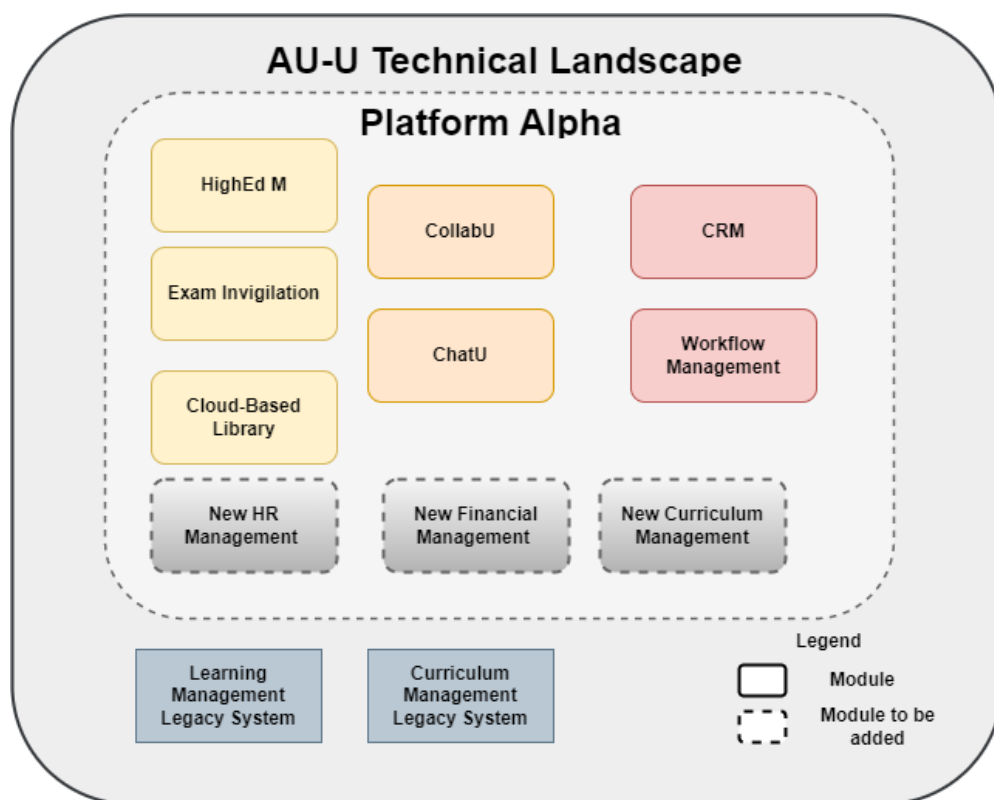 AU-U Technical Landscape
Platform Alpha
HighEd M
Exam Invigilation
Cloud-Based
Library
CollabU
ChatU
CRM
Workflow
Management
New HR
Management
New Financial
Management
New Curriculum
Management
Learning
Management
Legacy System
Curriculum
Management
Legacy System
Legend
Module
Module to be
added